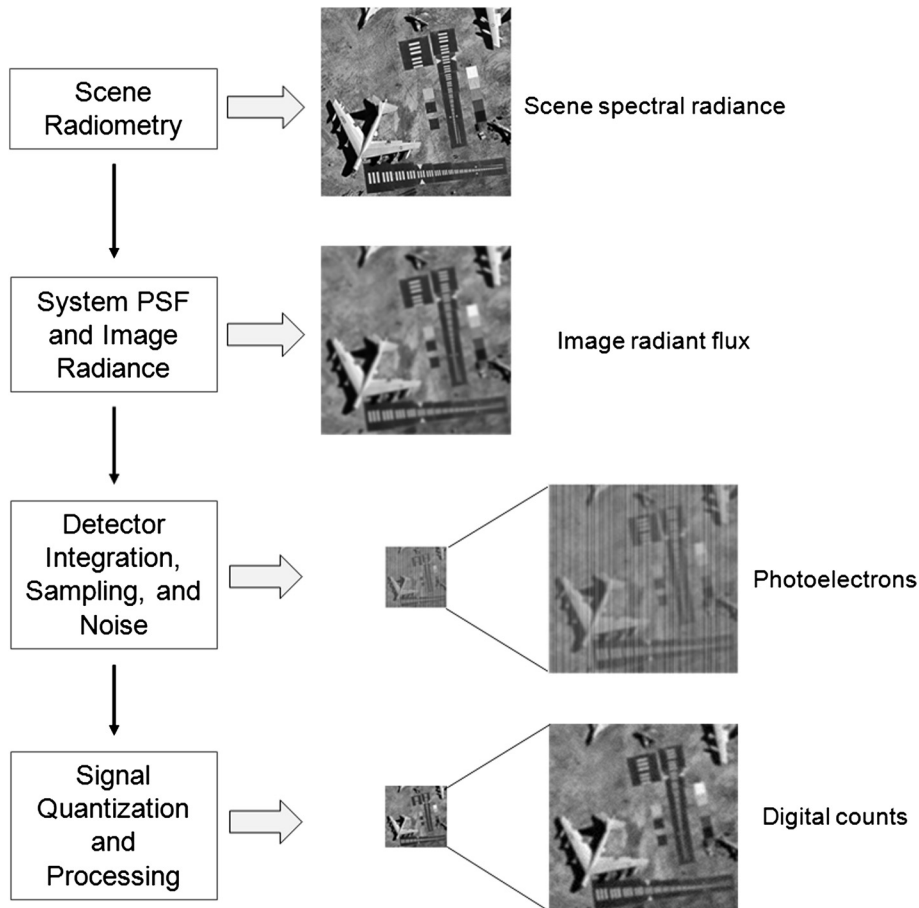 Scene
Radiometry
Scene spectral radiance
System PSF
and Image
Radiance
Image radiant flux
Detector
Integration,
Sampling, and
Noise
Photoelectrons
Signal
Quantization
and
Processing
Digital counts